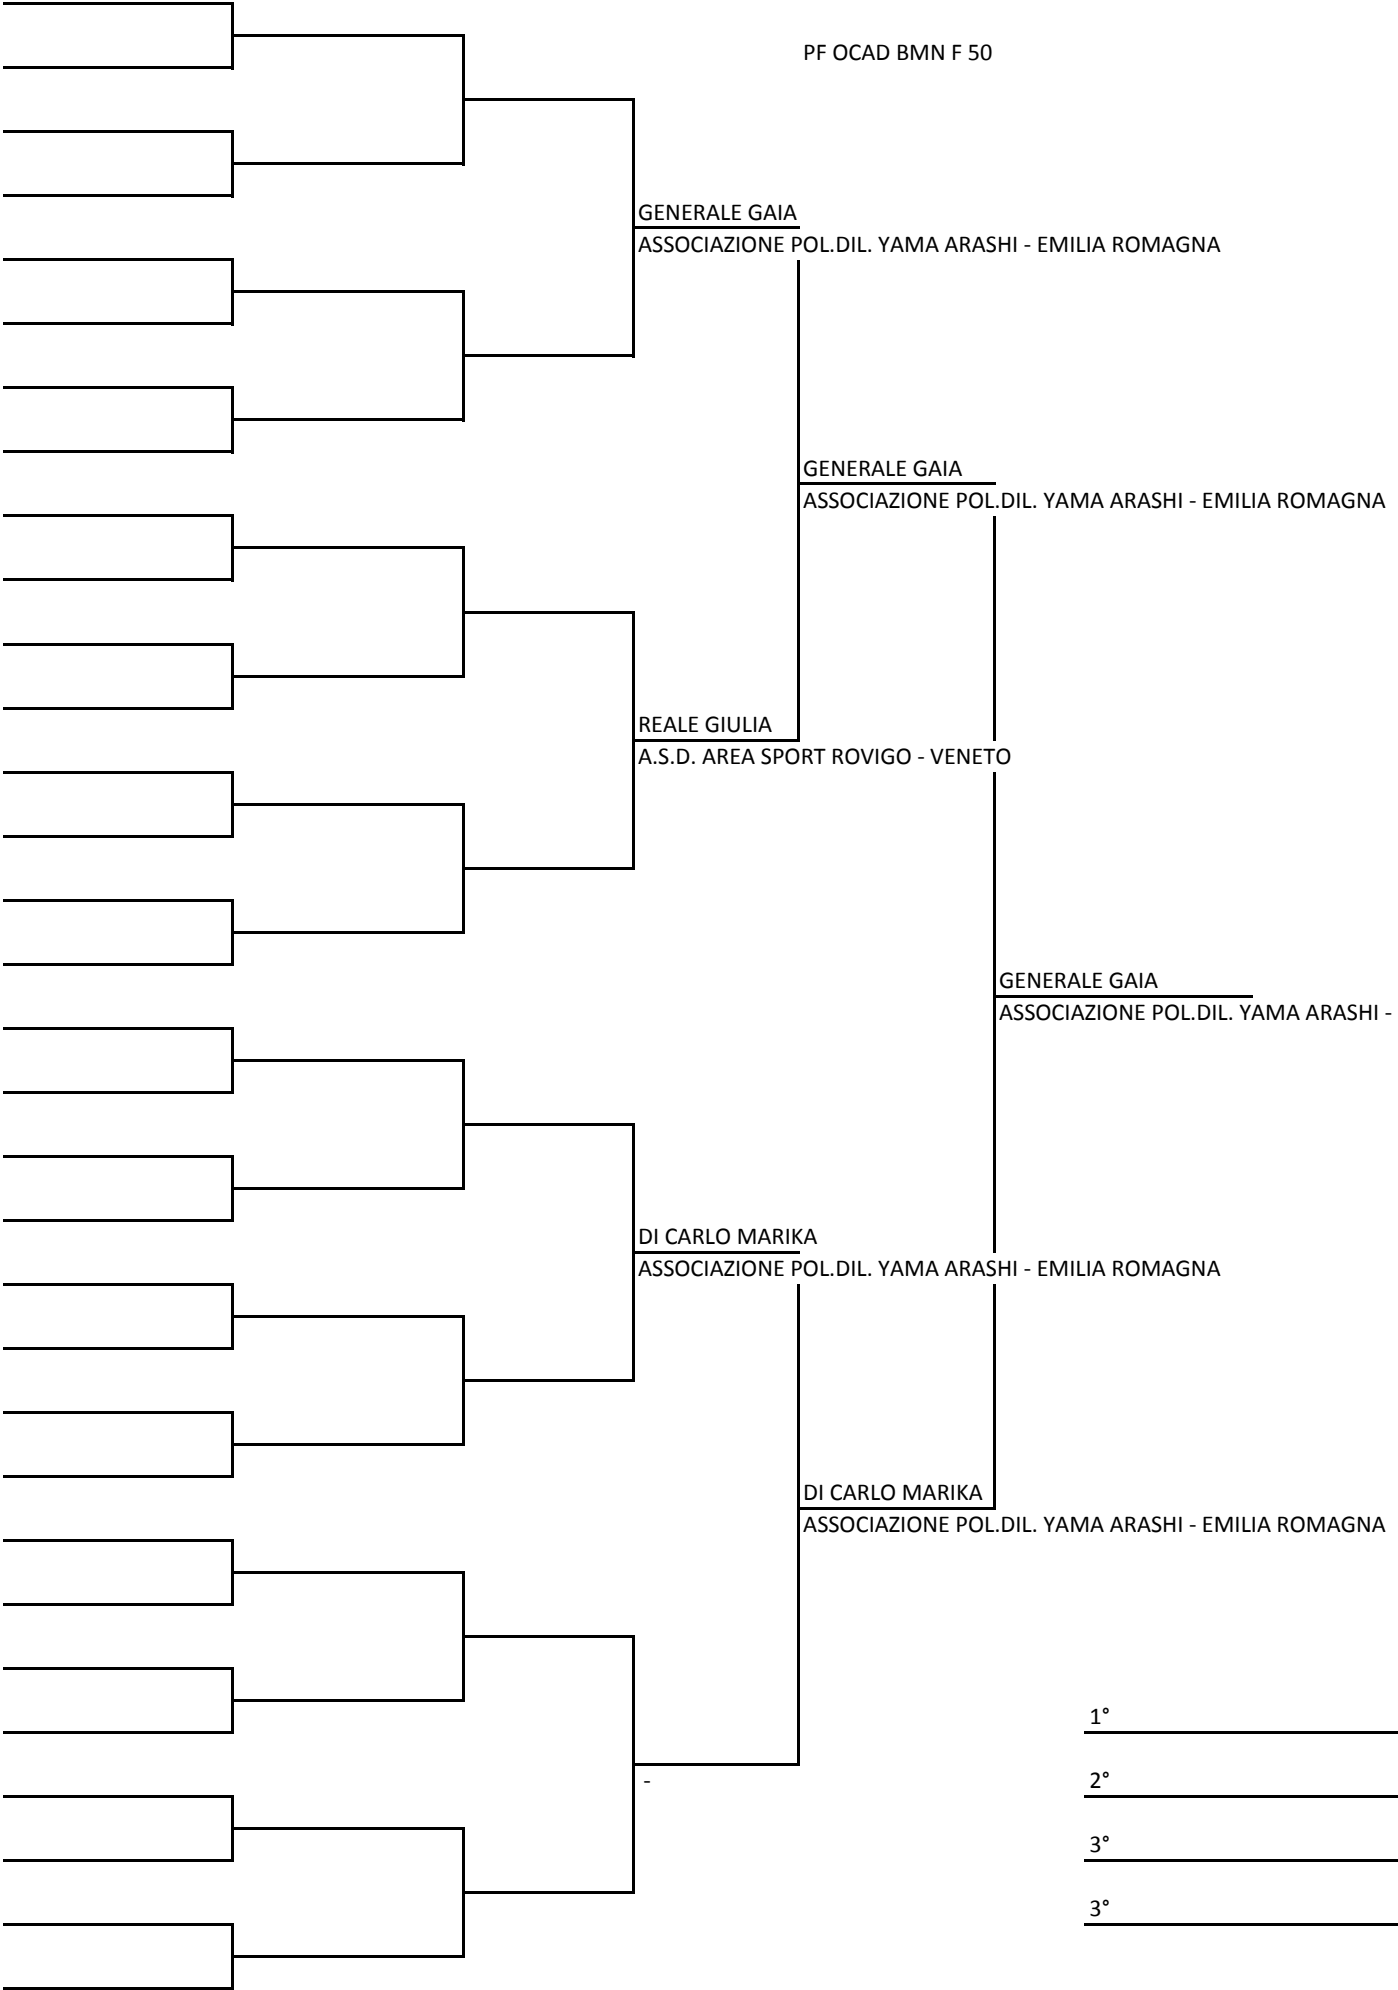 PF OCAD BMN F 50
GENERALE GAIA
ASSOCIAZIONE POL.DIL. YAMA ARASHI - EMILIA ROMAGNA
GENERALE GAIA
ASSOCIAZIONE POL.DIL. YAMA ARASHI - EMILIA ROMAGNA
REALE GIULIA
A.S.D. AREA SPORT ROVIGO - VENETO
GENERALE GAIA
ASSOCIAZIONE POL.DIL. YAMA ARASHI -
DI CARLO MARIKA
ASSOCIAZIONE POL.DIL. YAMA ARASHI - EMILIA ROMAGNA
DI CARLO MARIKA
ASSOCIAZIONE POL.DIL. YAMA ARASHI - EMILIA ROMAGNA
1°
-
2°
3°
3°